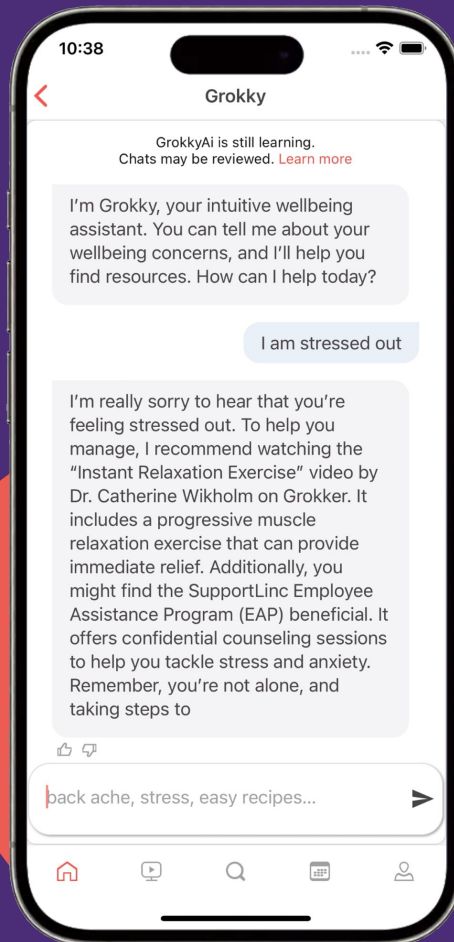 10:38
Grokky
GrokkyAi is still learning.
Chats may be reviewed. Learn more
I'm Grokky, your intuitive wellbeing
assistant. You can tell me about your
wellbeing concerns, and I'll help you
find resources. How can I help today?
I am stressed out
I'm really sorry to hear that you're
feeling stressed out. To help you
manage, I recommend watching the
“Instant Relaxation Exercise” video by
Dr. Catherine Wikholm on Grokker. It
includes a progressive muscle
relaxation exercise that can provide
immediate relief. Additionally, you
might find the SupportLinc Employee
Assistance Program (EAP) beneficial. It
offers confidential counseling sessions
to help you tackle stress and anxiety.
Remember, you're not alone, and
taking steps to
back ache, stress, easy recipes...